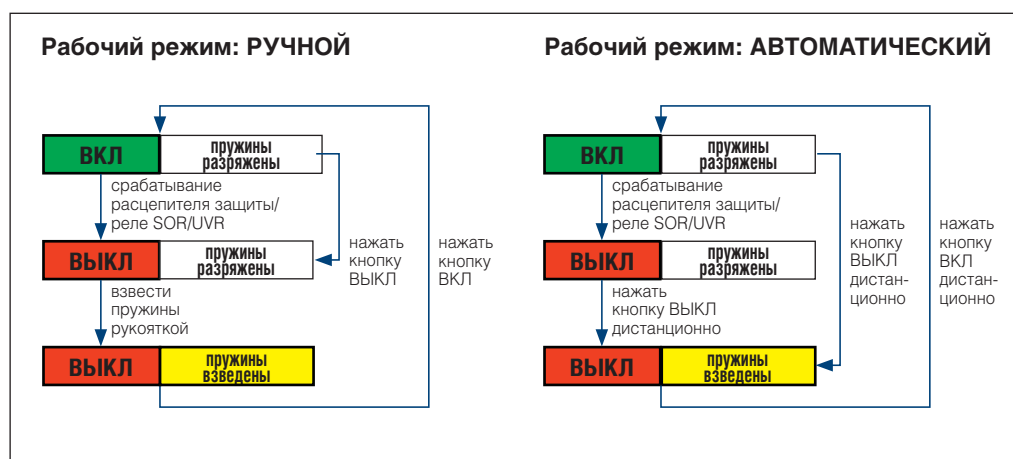 Рабочий режим: РУЧНОЙ
ВКЛ
пружины
разряжены
срабатывание
расцепителя защиты/
реле SOR/UVR
ВЫКЛ
пружины
разряжены
нажать
кнопку
ВЫКЛ
нажать
кнопку
ВКЛ
взвести
пружины
рукояткой
ВЫКЛ
пружины
взведены
Рабочий режим: АВТОМАТИЧЕСКИЙ
ВКЛ
пружины
разряжены
срабатывание
расцепителя защиты/
реле SOR/UVR
ВЫКЛ
пружины
разряжены
нажать
кнопку
ВЫКЛ
дистан-
ционно
нажать
кнопку
ВКЛ
дистан-
ционно
нажать
кнопку ВЫКЛ
дистанционно
ВЫКЛ
пружины
взведены